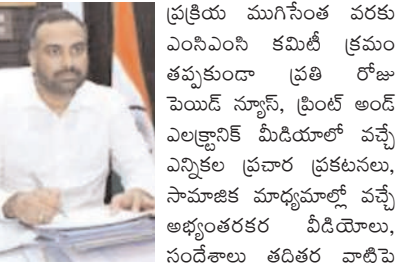 ప్రక్రియ ముగిసేంత వరకు
ఎంసిఎంసి కమిటీ క్రమం
తప్పకుండా ప్రతి రోజు
పెయిడ్ న్యూస్, ప్రింట్ అండ్
ఎలక్ట్రానిక్ మీడియాలో వచ్చే
ఎన్నికల ప్రచార ప్రకటనలు,
సామాజిక మాధ్యమాల్లో వచ్చే
అభ్యంతరకర వీడియోలు,
సందేశాలు తదితర వాటిపై